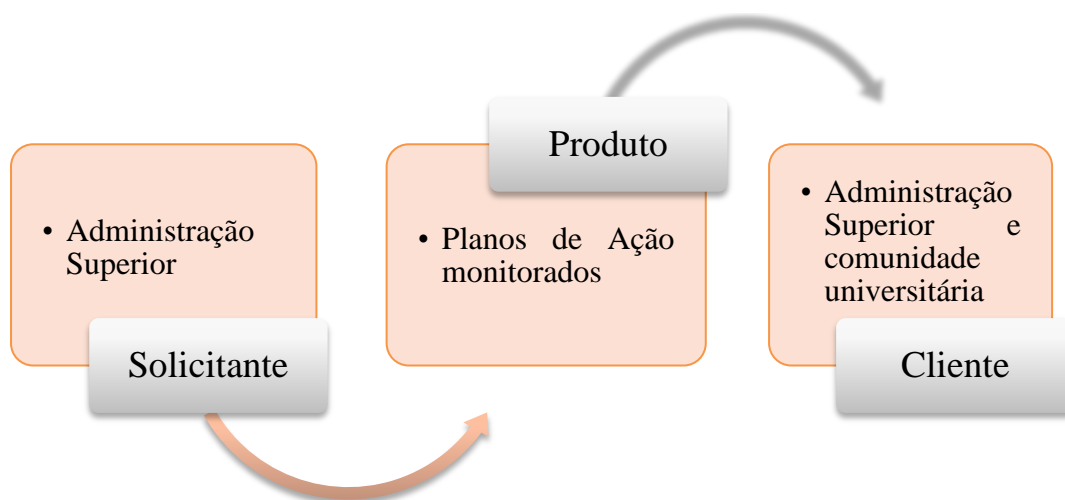 • Administração
Superior
Solicitante
Produto
• Planos de Ação
monitorados
• Administração
Superior e
comunidade
universitária
Cliente